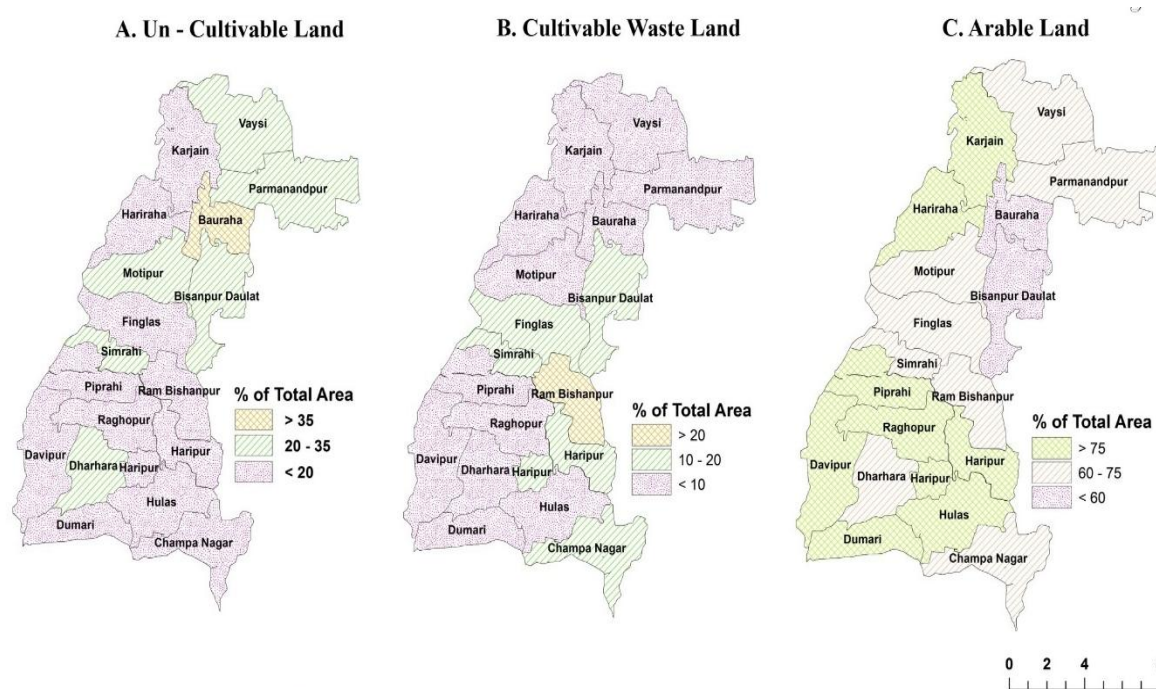 A. Un - Cultivable Land
Vaysi
Karjain
Parmanandpur
Hariraha
Bauraha
Motipur
Bisanpur Daulat
Finglas
Simrahi
Piprahi
Ram Bishanpur
Raghopur
Davipur
Dharhara
Haripur
Haripur
Hulas
Dumari
Champa Nagar
% of Total Area
> 35
20 - 35
< 20
B. Cultivable Waste Land
Vaysi
Karjain
Parmanandpur
Hariraha
Bauraha
Motipur
Bisanpur Daulat
Finglas
Simrahi
Piprahi
Ram Bishanpur
Raghopur
Davipur
Dharhara
Haripur
Haripur
Hulas
Dumari
Champa Nagar
% of Total Area
> 20
10 - 20
< 10
C. Arable Land
Vaysi
Karjain
Parmanandpur
Hariraha
Bauraha
Motipur
Bisanpur Daulat
Finglas
Simrahi
Piprahi
Ram Bishanpur
Raghopur
Davipur
Dharhara
Haripur
Haripur
Hulas
Dumari
Champa Nagar
% of Total Area
> 75
60 - 75
< 60
0 2 4